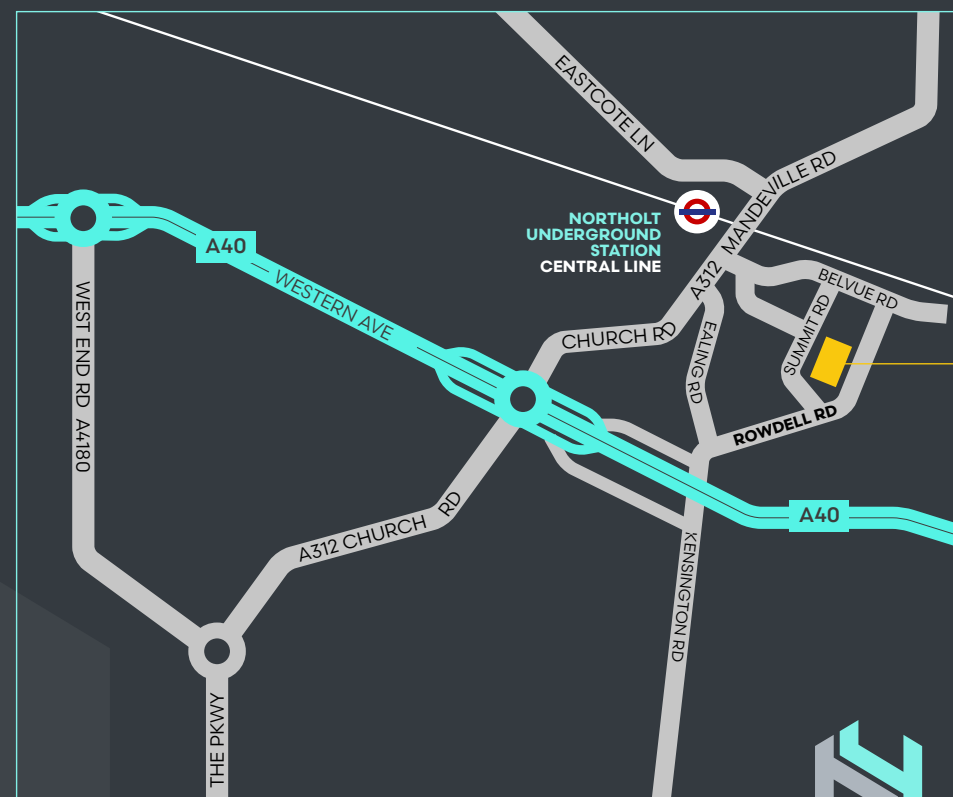 EASTCOTE LN
MANDEVILLE RD
NORTHOLT
UNDERGROUND
STATION
CENTRAL LINE
A40
WESTERN AVE
A312
BELVUE RD
SUMMIT RD
CHURCH RD
EALING RD
WEST END RD A4180
ROWDELL RD
A40
A312 CHURCH RD
KENSINGTON RD
THE PKWY